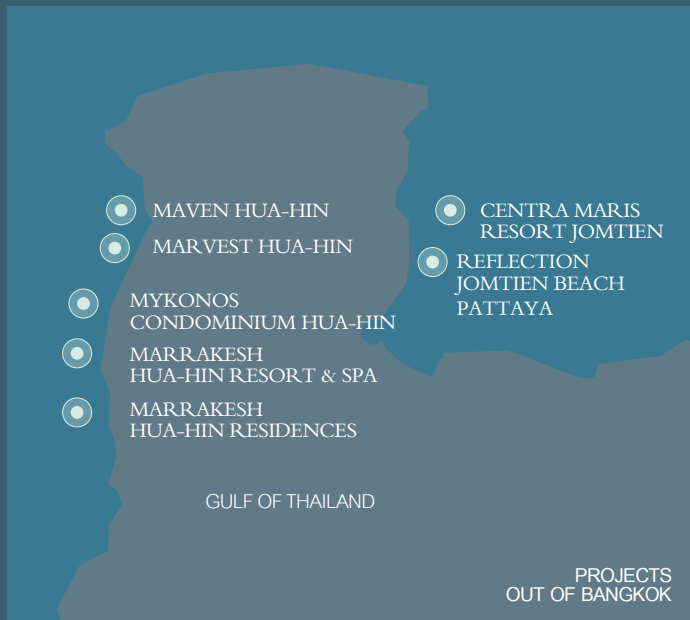 MAVEN HUA-HIN
MARVEST HUA-HIN
MYKONOS
CONDOMINIUM HUA-HIN
MARRAKESH
HUA-HIN RESORT & SPA
MARRAKESH
HUA-HIN RESIDENCES
CENTRA MARIS
RESORT JOMTIEN
REFLECTION
JOMTIEN BEACH
PATTAYA
GULF OF THAILAND
PROJECTS
OUT OF BANGKOK